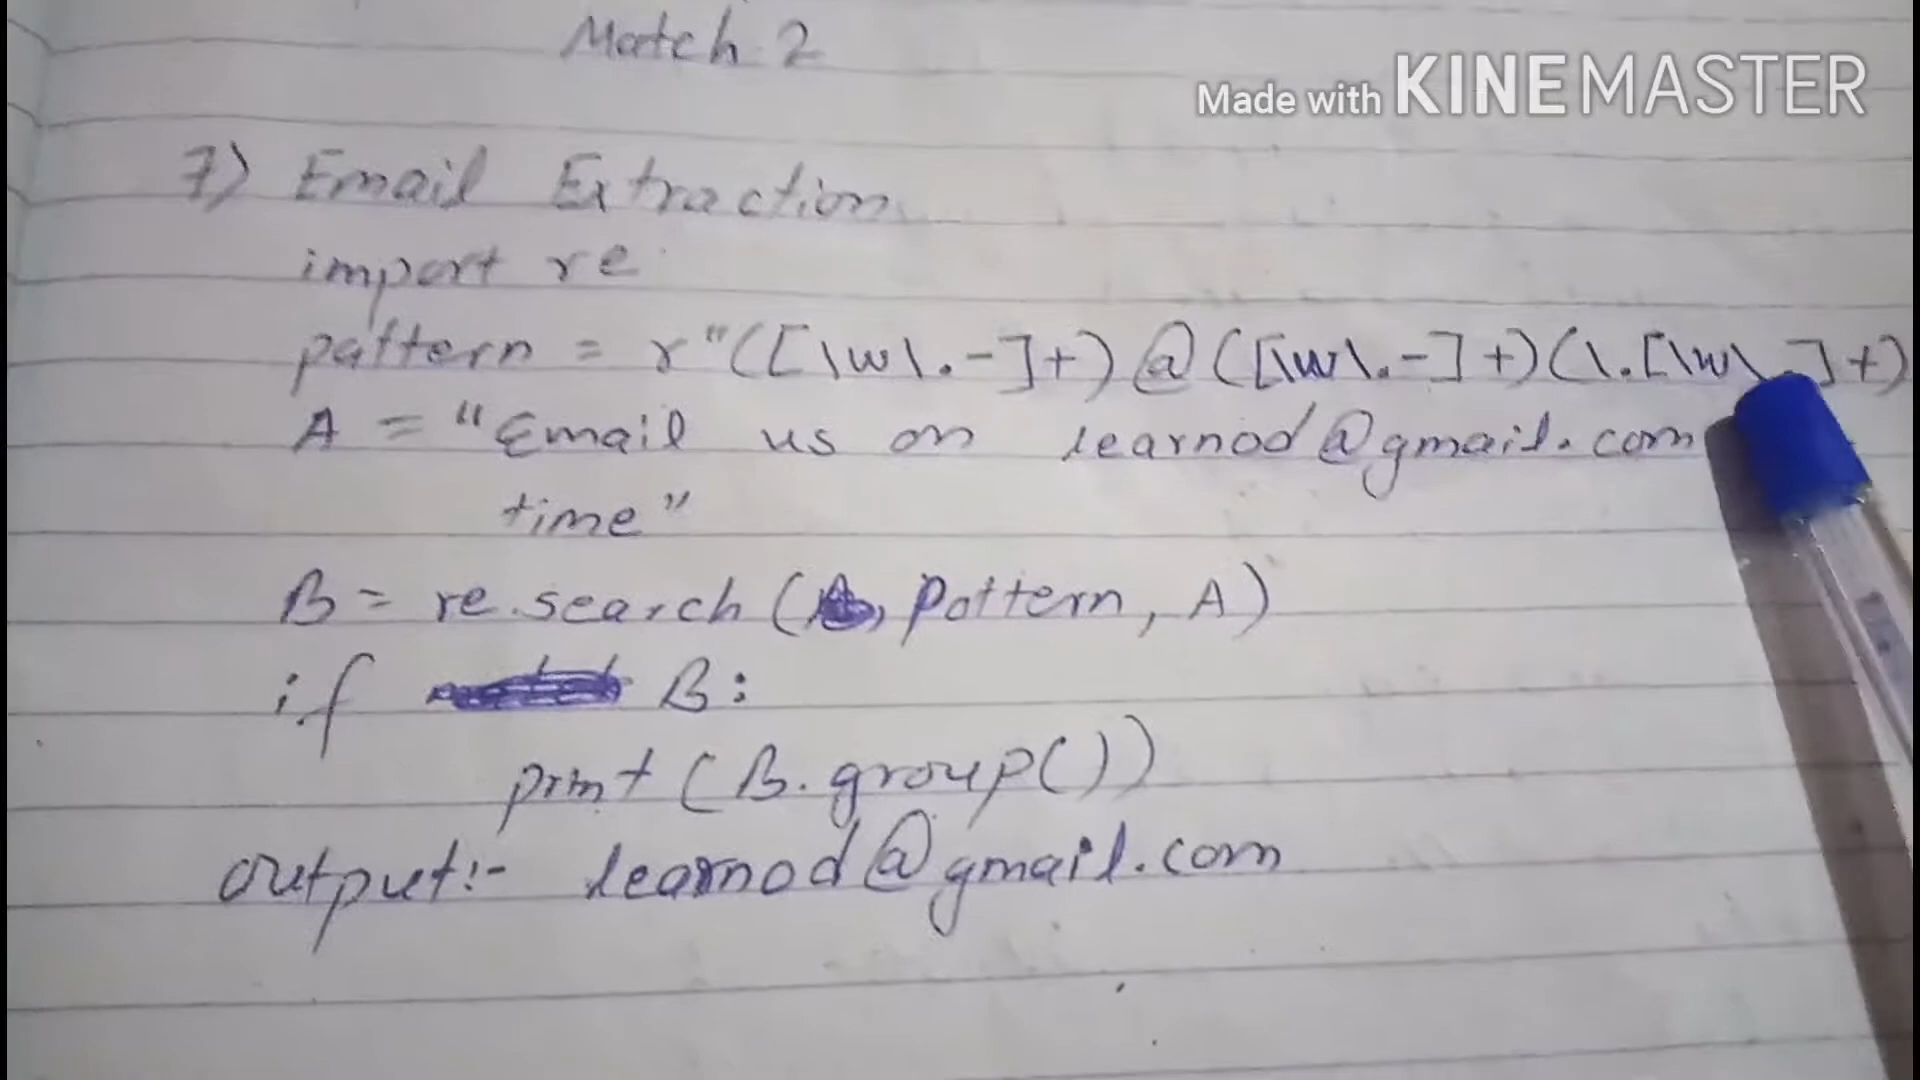 Match 2
Made with KINEMASTER
7) Email Extraction
import re
pattern = r"([\w\.-]+)@([\w\.-]+)(\.[\w\.]+)
A = "Email us on learnod@gmail.com
time"
B = re.search ( pattern, A)
if B:
print (B.group())
output:- learnod@gmail.com